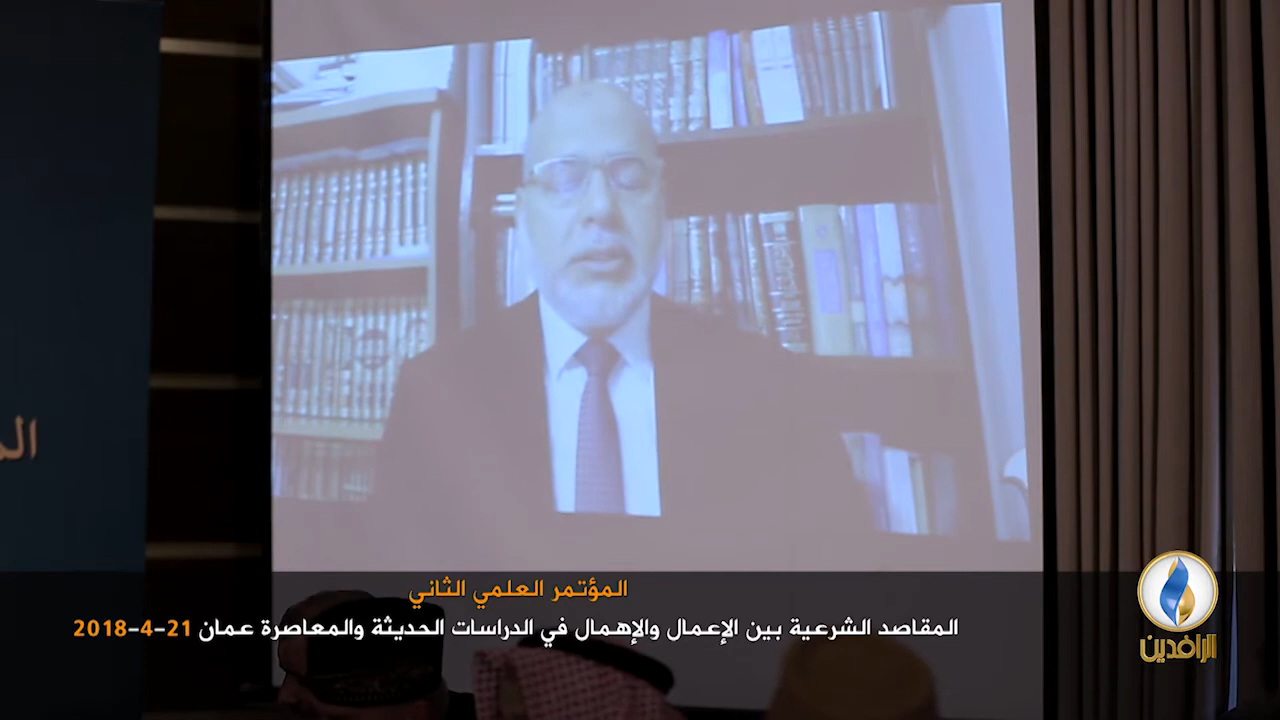 المؤتمر العلمي الثاني
المقاصد الشرعية بين الإعمال والإهمال في الدراسات الحديثة والمعاصرة عمان 21-4-2018
الرافدين